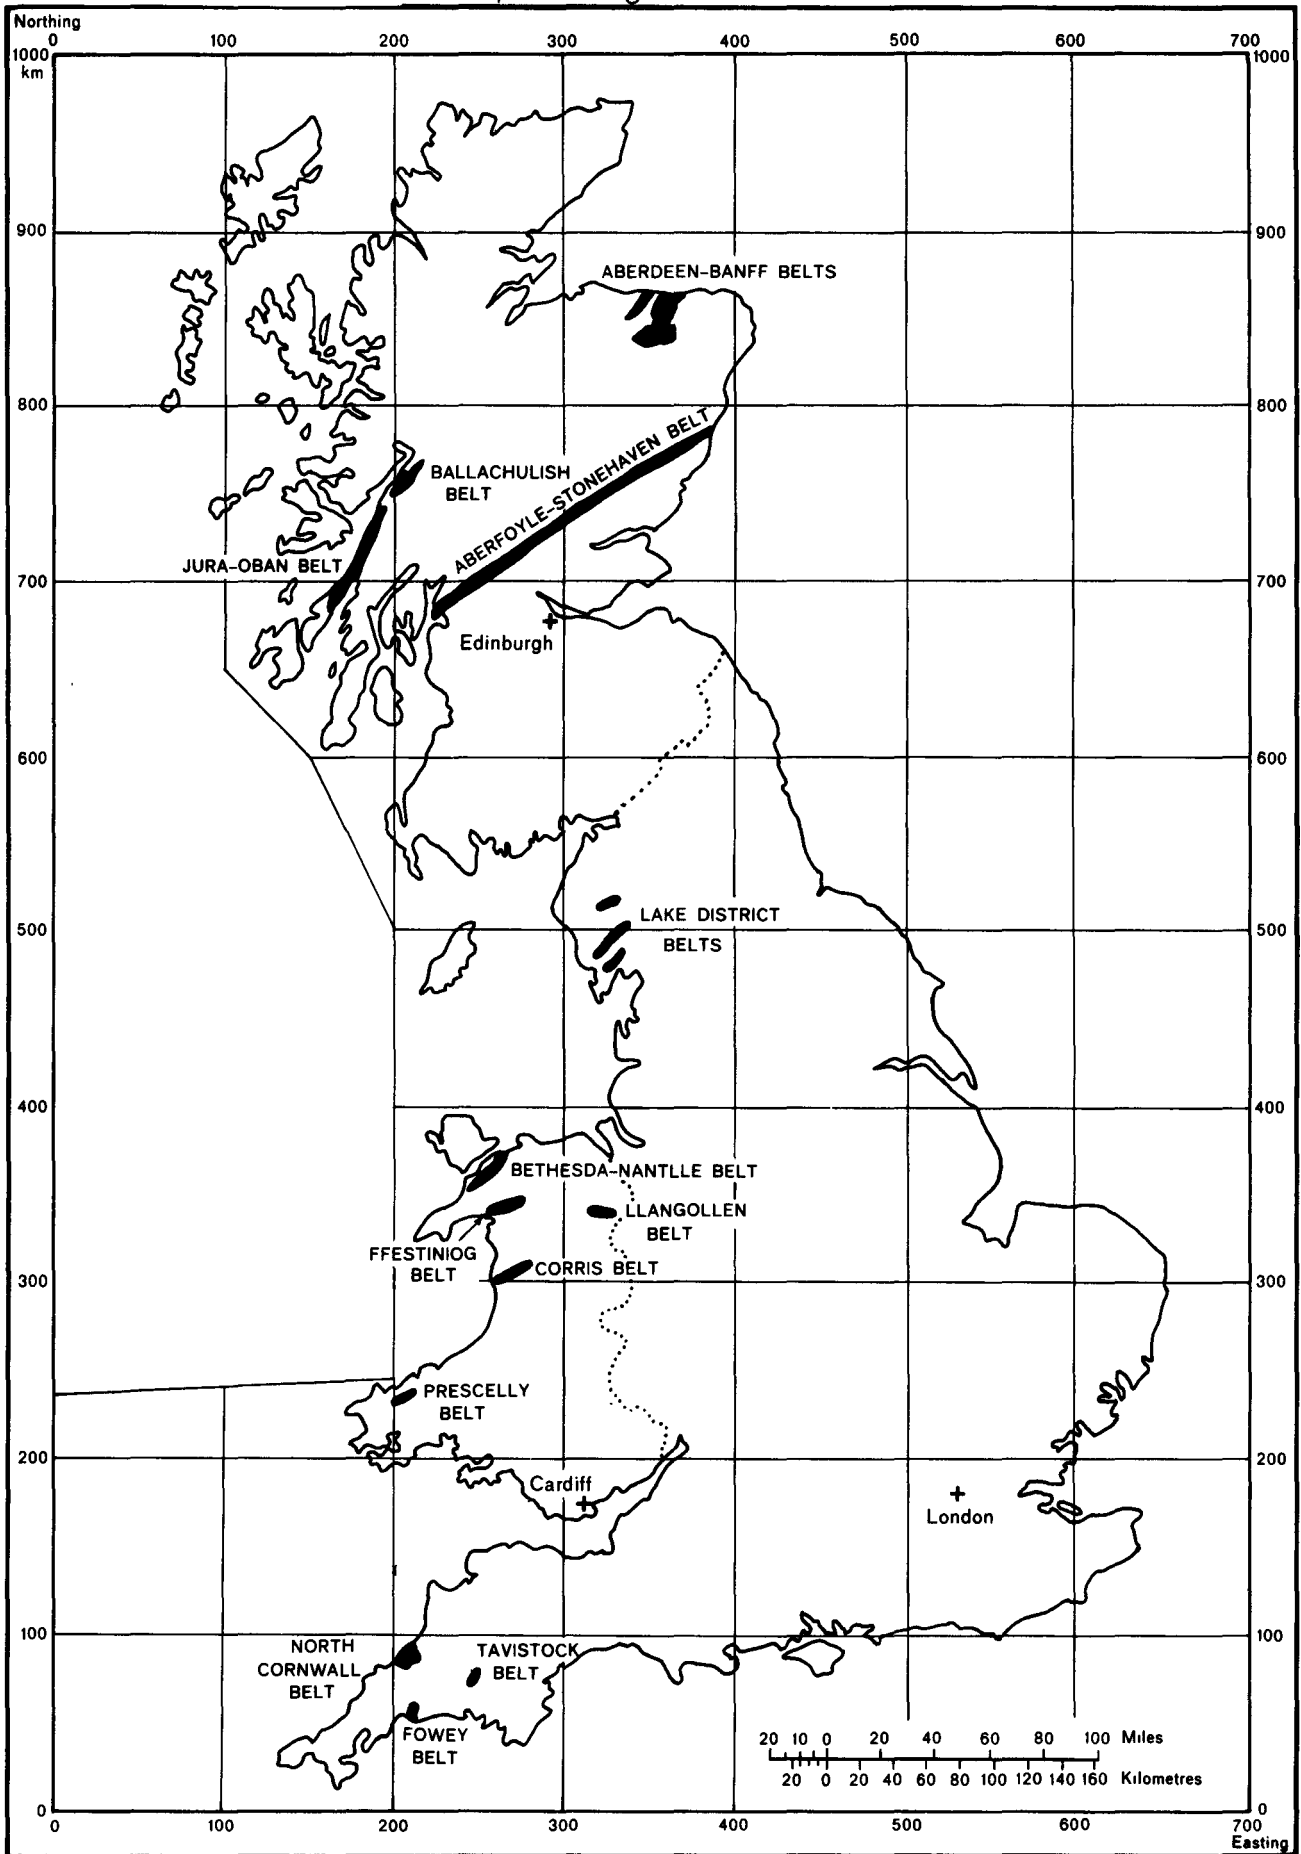 Northing
0 100 200 300 400 500 600 700
1000 1000
km
900 900
ABERDEEN-BANFF BELTS
800 800
ABERFOYLE-STONEHAVEN BELT
BALLACHULISH
BELT
JURA-OBAN BELT
700 700
Edinburgh
600 600
LAKE DISTRICT
BELTS
500 500
400 400
BETHESDA-NANTLLE BELT
LLANGOLLEN
BELT
FFESTINIOG
BELT
CORRIS BELT
300 300
PRESCELLY
BELT
200 200
Cardiff
London
100 100
NORTH
CORNWALL
BELT
TAVISTOCK
BELT
FOWEY
BELT
20 10 0 20 40 60 80 100 Miles
20 0 20 40 60 80 100 120 140 160 Kilometres
0 0
0 100 200 300 400 500 600 700
Easting